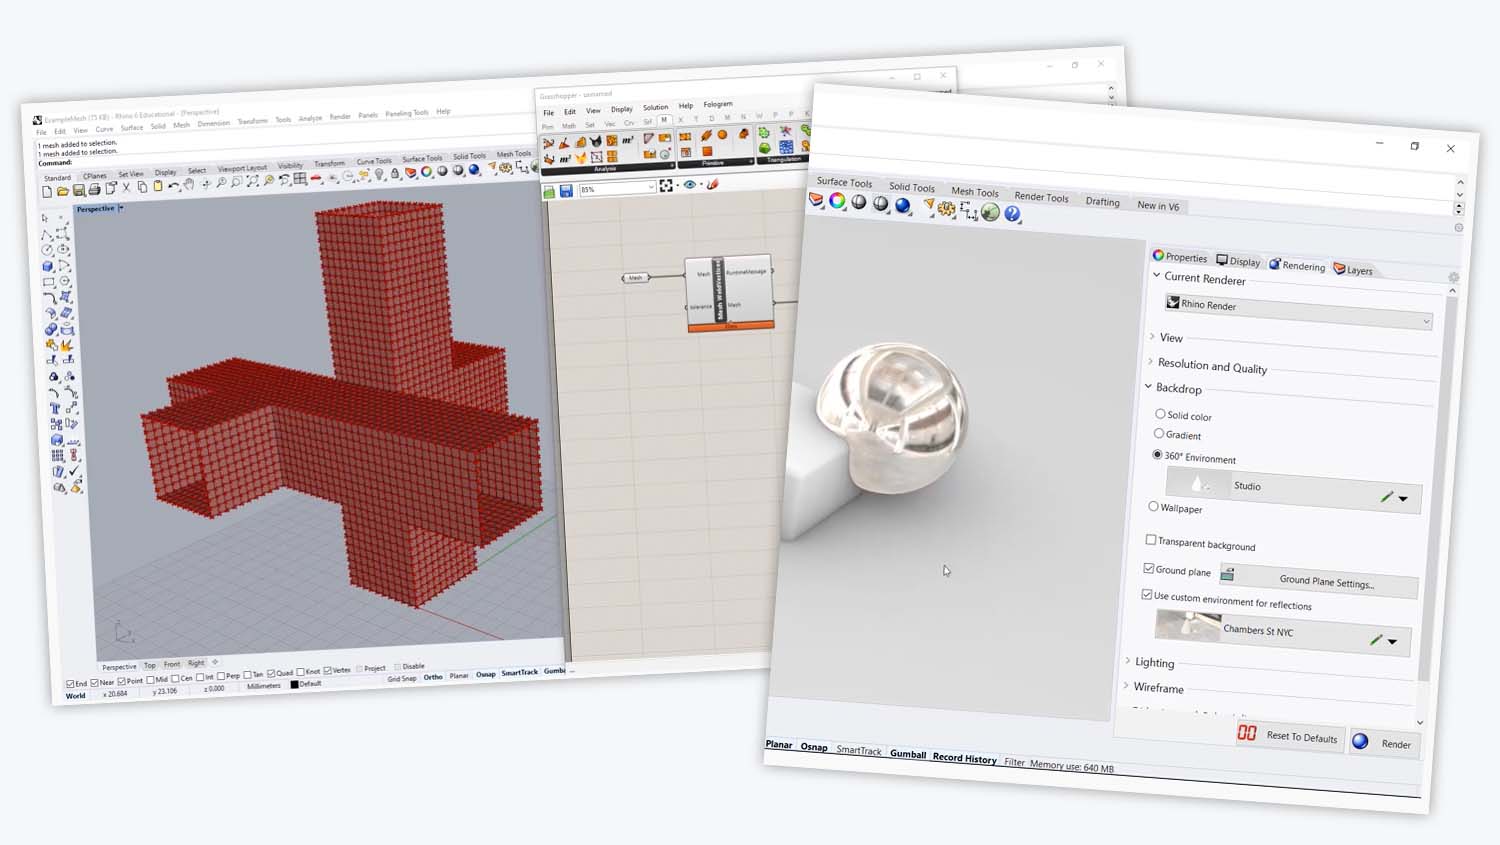 ExampleMesh (75 KB) - Rhino 6 Educational - [Perspective]
File Edit View Curve Surface Solid Mesh Dimension Transform Tools Analyze Render Panels Paneling Tools Help
1 mesh added to selection.
1 mesh added to selection.
Command:
Standard CPlanes Set View Display Select Viewport Layout Visibility Transform Curve Tools Surface Tools Solid Tools Mesh Tools
Perspective
z y x
Perspective Top Front Right
End Near Point Mid Cen Int Perp Tan Quad Knot Vertex Project Disable
World x 20.684 y 23.106 z 0.000 Millimeters Default Grid Snap Ortho Planar Osnap SmartTrack Gumba
Grasshopper - unnamed
File Edit View Display Solution Help Fologram
Prm Math Set Vec Crv Srf M X T D M N W D P P K
Analysis Primitive Triangulation
85%
Mesh
Mesh
tolerance
Mesh WeldVertices
RuntimeMessage
Mesh
Surface Tools Solid Tools Mesh Tools Render Tools Drafting New in V6
Properties Display Rendering Layers
Current Renderer
Rhino Render
View
Resolution and Quality
Backdrop
Solid color
Gradient
360° Environment
Studio
Wallpaper
Transparent background
Ground plane Ground Plane Settings...
Use custom environment for reflections
Chambers St NYC
Lighting
Wireframe
Reset To Defaults Render
Planar Osnap SmartTrack Gumball Record History Filter Memory use: 640 MB